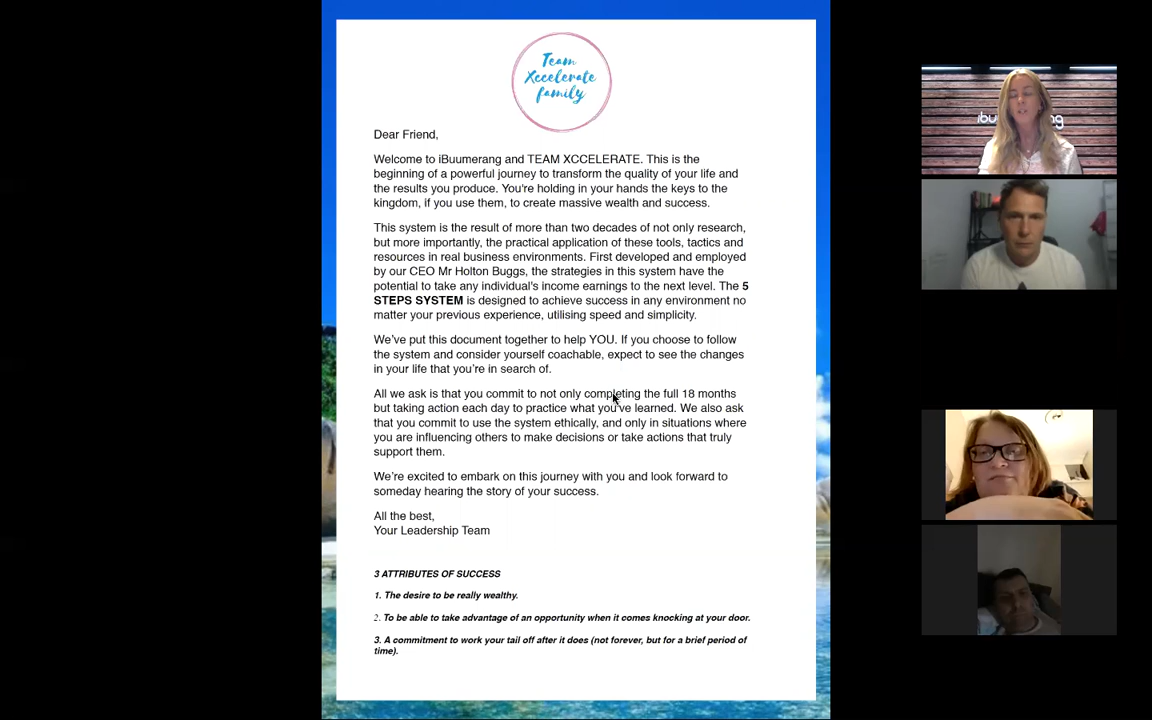 Team
Xccelerate
family
Dear Friend,
Welcome to iBuumerang and TEAM XCCELERATE. This is the
beginning of a powerful journey to transform the quality of your life and
the results you produce. You're holding in your hands the keys to the
kingdom, if you use them, to create massive wealth and success.
This system is the result of more than two decades of not only research,
but more importantly, the practical application of these tools, tactics and
resources in real business environments. First developed and employed
by our CEO Mr Holton Buggs, the strategies in this system have the
potential to take any individual's income earnings to the next level. The 5
STEPS SYSTEM is designed to achieve success in any environment no
matter your previous experience, utilising speed and simplicity.
We've put this document together to help YOU. If you choose to follow
the system and consider yourself coachable, expect to see the changes
in your life that you're in search of.
All we ask is that you commit to not only completing the full 18 months
but taking action each day to practice what you've learned. We also ask
that you commit to use the system ethically, and only in situations where
you are influencing others to make decisions or take actions that truly
support them.
We're excited to embark on this journey with you and look forward to
someday hearing the story of your success.
All the best,
Your Leadership Team
3 ATTRIBUTES OF SUCCESS
1. The desire to be really wealthy.
2. To be able to take advantage of an opportunity when it comes knocking at your door.
3. A commitment to work your tail off after it does (not forever, but for a brief period of
time).